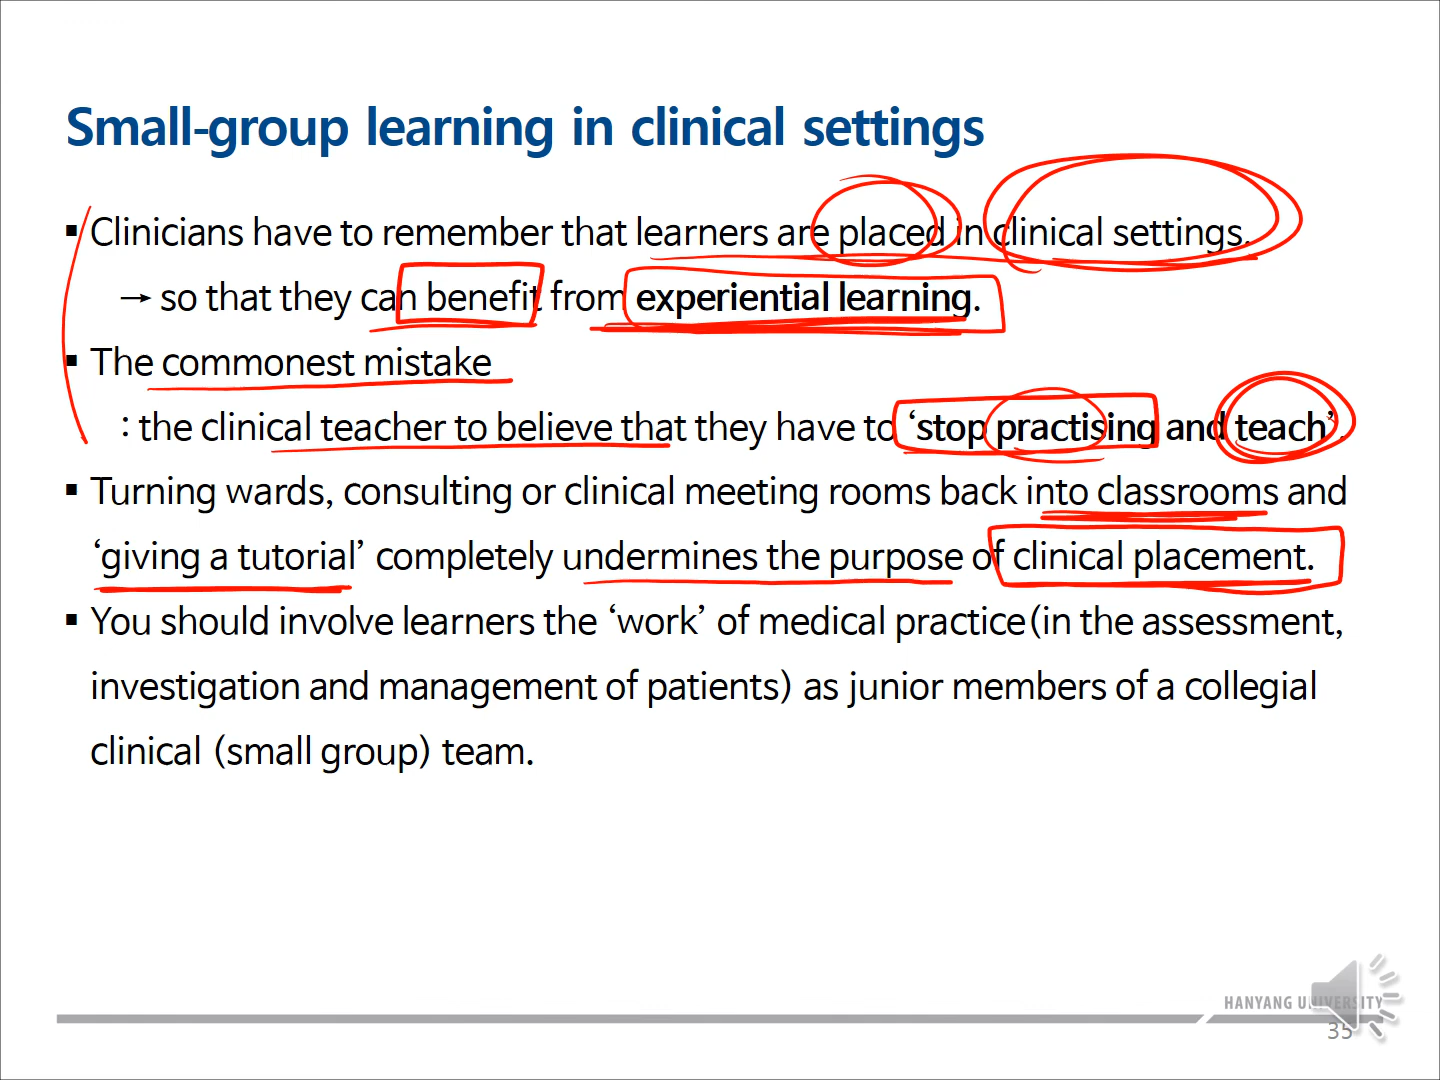 Small-group learning in clinical settings
▪ Clinicians have to remember that learners are placed in clinical settings.
→ so that they can benefit from experiential learning.
▪ The commonest mistake
: the clinical teacher to believe that they have to ‘stop practising and teach’.
▪ Turning wards, consulting or clinical meeting rooms back into classrooms and
‘giving a tutorial’ completely undermines the purpose of clinical placement.
▪ You should involve learners the ‘work’ of medical practice(in the assessment,
investigation and management of patients) as junior members of a collegial
clinical (small group) team.
HANYANG UNIVERSITY
35